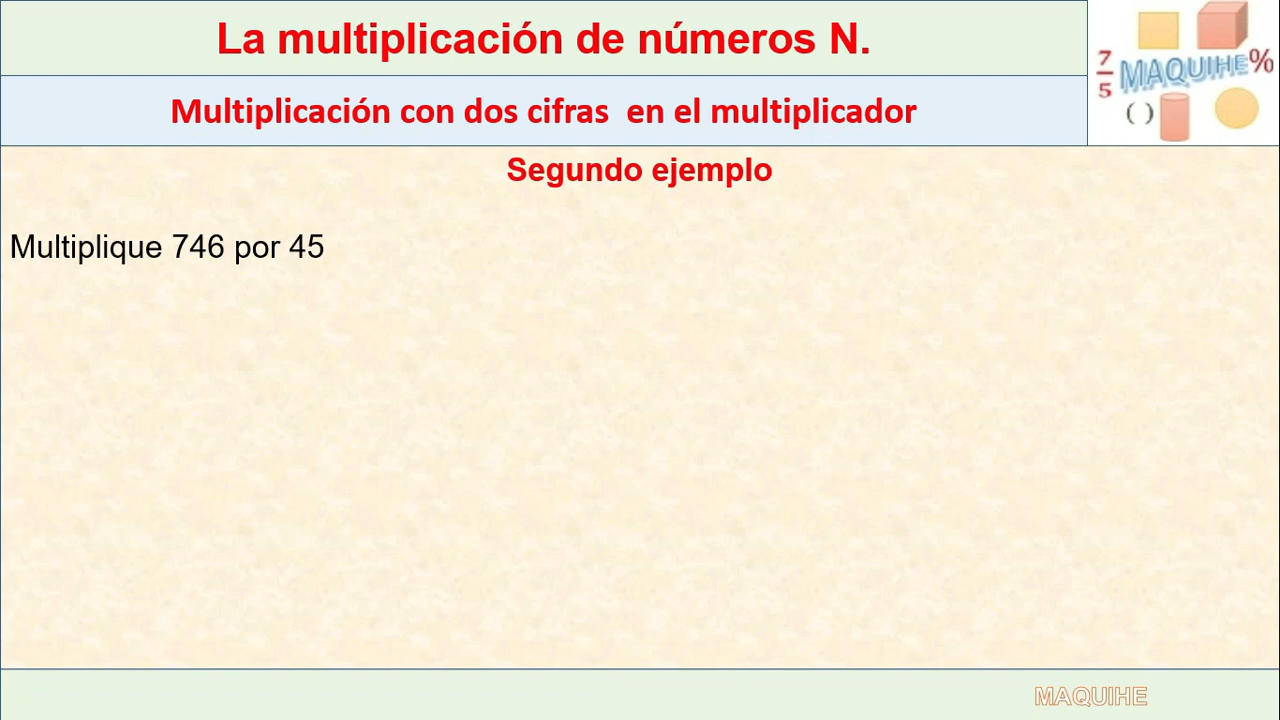 La multiplicación de números N.
Multiplicación con dos cifras  en el multiplicador
7
5
MAQUIHE%
( )
Segundo ejemplo
Multiplique 746 por 45
MAQUIHE